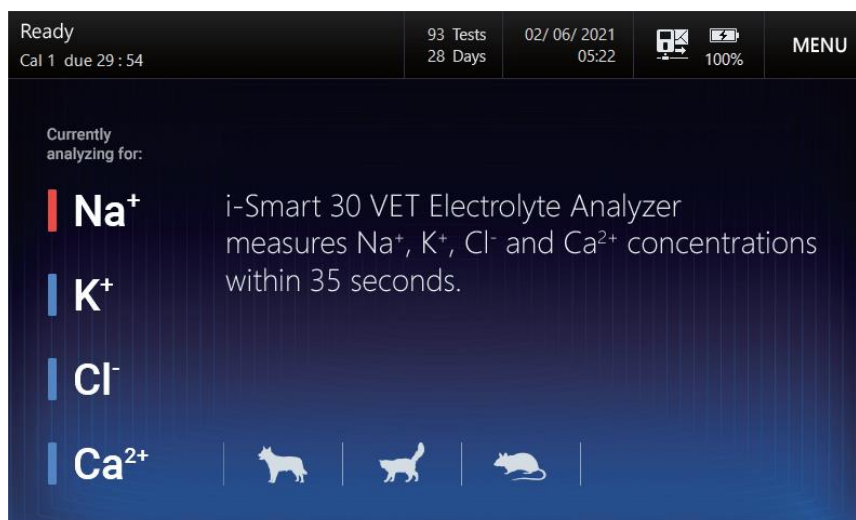 Ready
Cal 1 due 29 : 54
93 Tests
28 Days
02/ 06/ 2021
05:22
100%
MENU
Currently
analyzing for:
Na⁺
K⁺
Cl⁻
Ca²⁺
i-Smart 30 VET Electrolyte Analyzer
measures Na⁺, K⁺, Cl⁻ and Ca²⁺ concentrations
within 35 seconds.